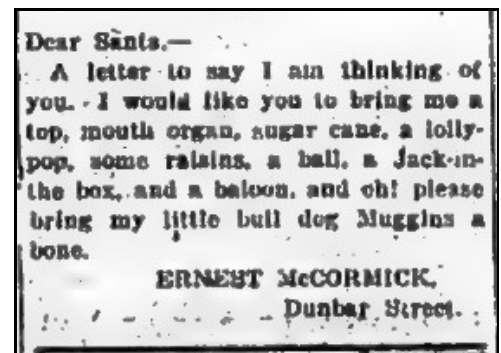 Dear Santa.—
A letter to say I am thinking of
you. I would like you to bring me a
top, mouth organ, sugar cane, a lolly-
pop, some raisins, a ball, a Jack-in-
the box, and a baloon, and oh! please
bring my little bull dog Muggins a
bone.
ERNEST McCORMICK,
Dunbar Street.